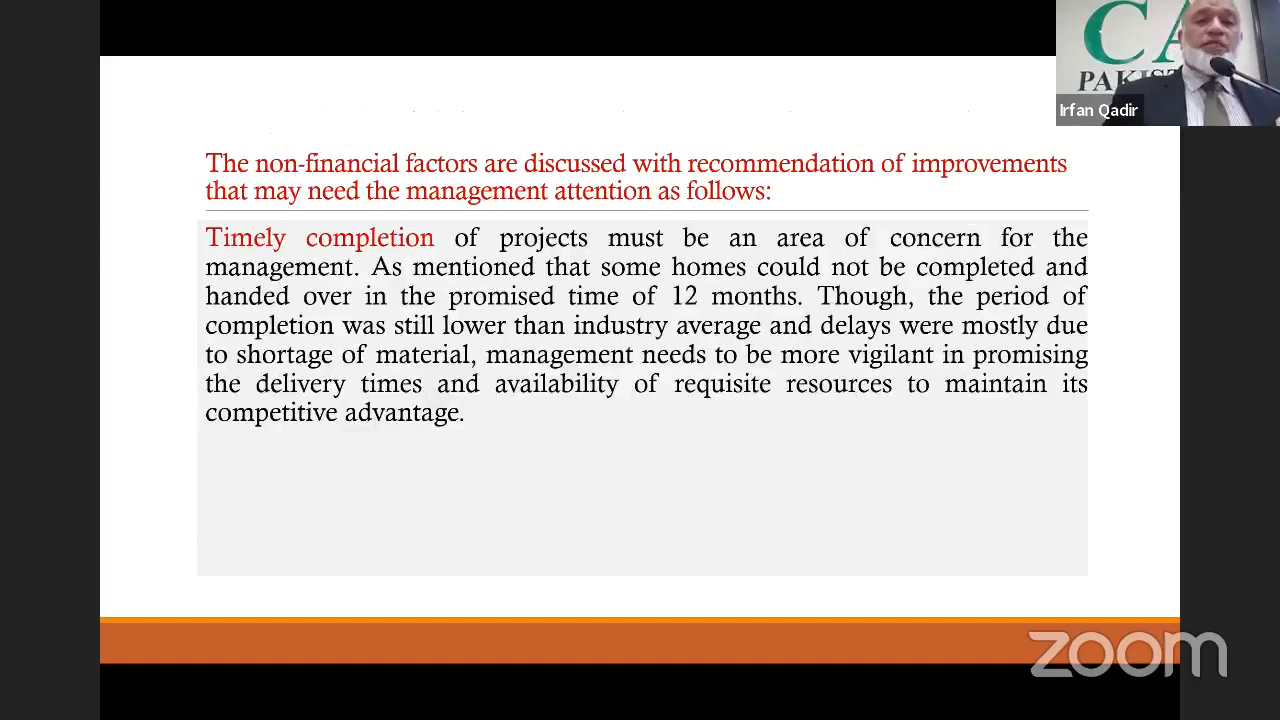 CA
PAKIST
Irfan Qadir
The non-financial factors are discussed with recommendation of improvements
that may need the management attention as follows:
Timely completion of projects must be an area of concern for the
management. As mentioned that some homes could not be completed and
handed over in the promised time of 12 months. Though, the period of
completion was still lower than industry average and delays were mostly due
to shortage of material, management needs to be more vigilant in promising
the delivery times and availability of requisite resources to maintain its
competitive advantage.
zoom